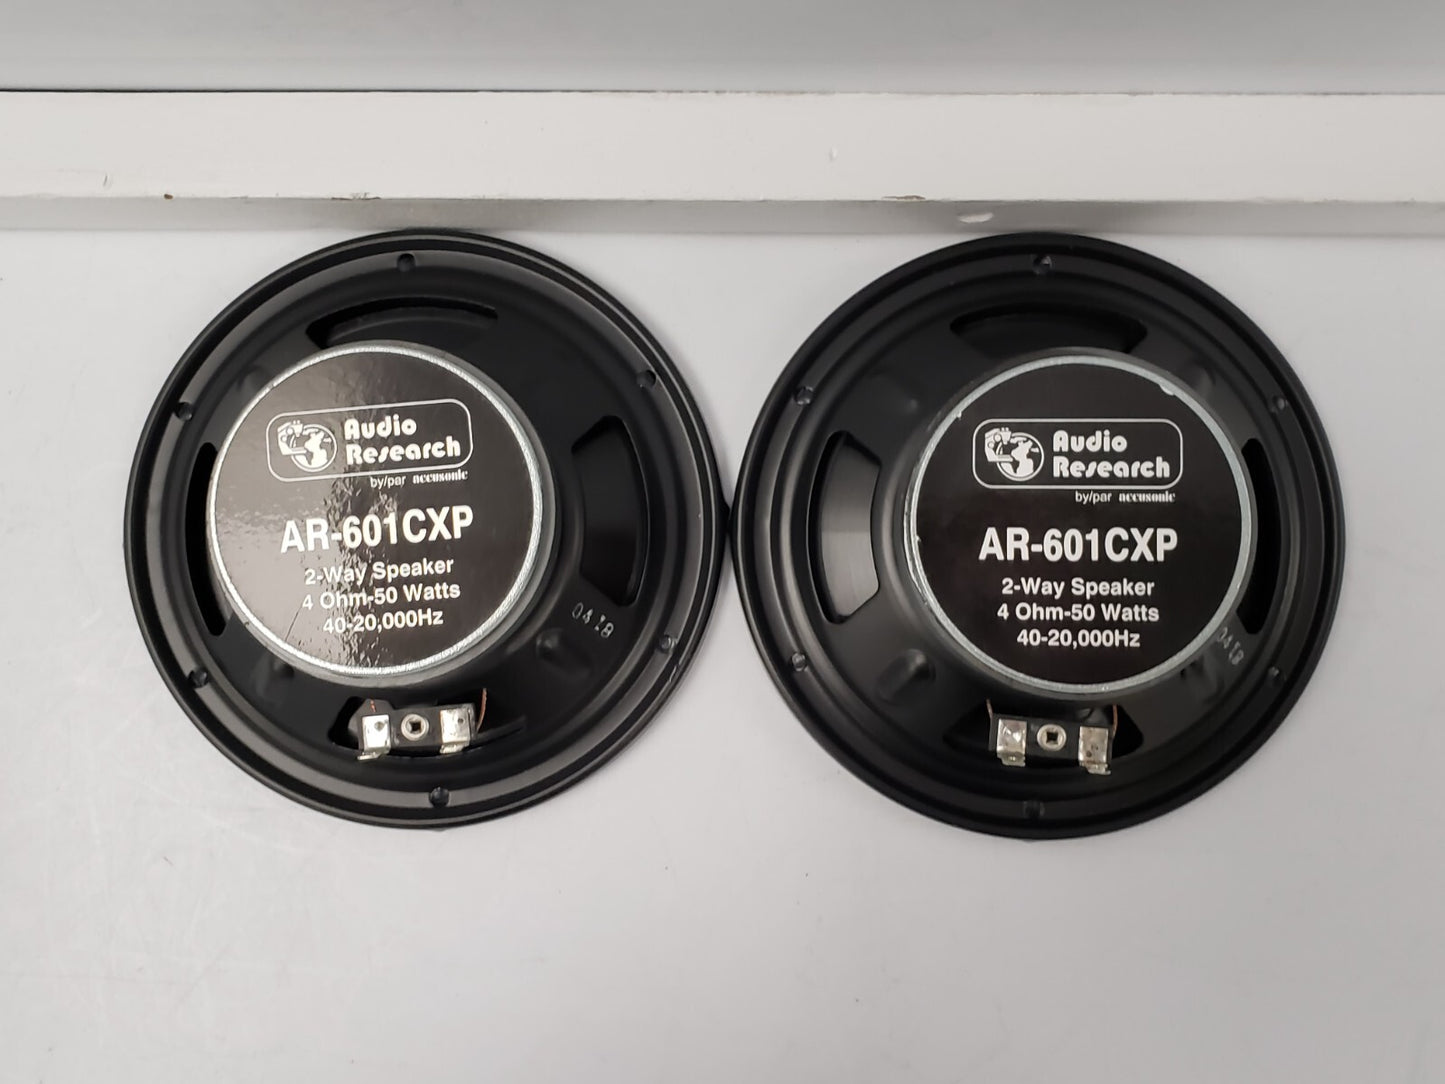 Audio
Research
by/par accusonic
AR-601CXP
2-Way Speaker
4 Ohm-50 Watts
40-20,000Hz
0418
Audio
Research
by/par accusonic
AR-601CXP
2-Way Speaker
4 Ohm-50 Watts
40-20,000Hz
0418